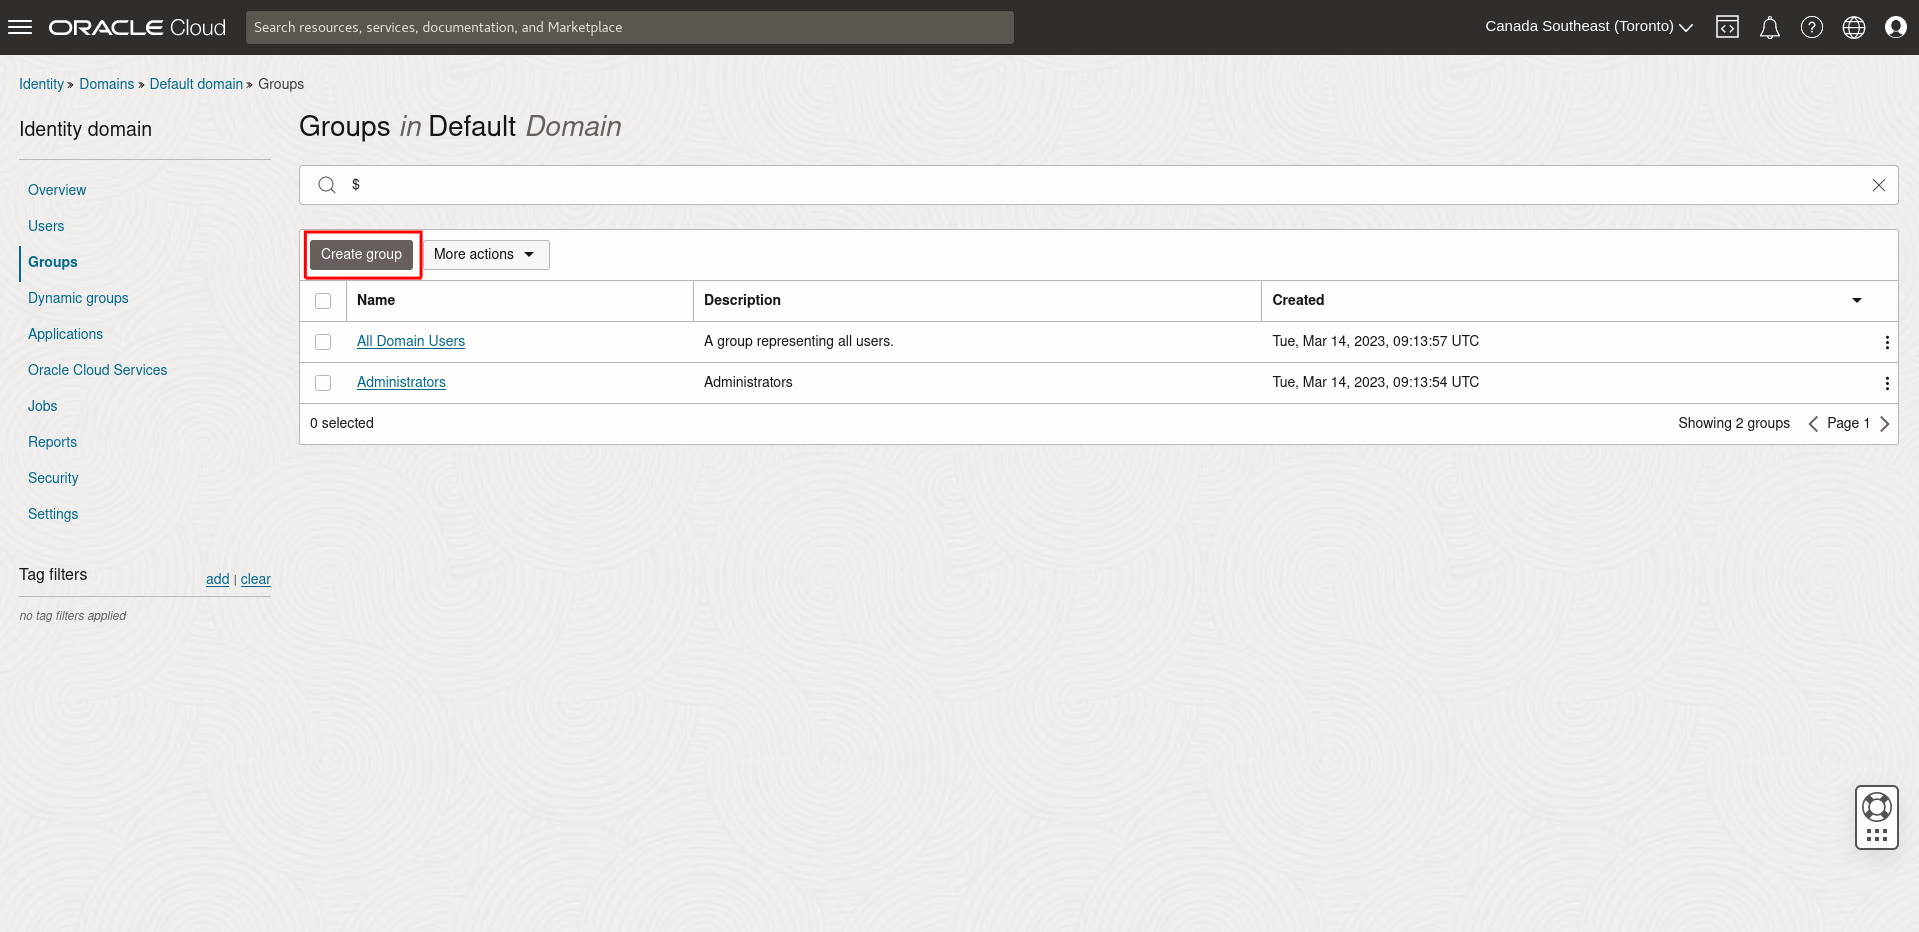 ORACLE Cloud
Search resources, services, documentation, and Marketplace
Canada Southeast (Toronto)
Identity » Domains » Default domain » Groups
Identity domain
Overview
Users
Groups
Dynamic groups
Applications
Oracle Cloud Services
Jobs
Reports
Security
Settings
Tag filters
add | clear
no tag filters applied
Groups in Default Domain
$
Create group More actions
Name Description Created
All Domain Users A group representing all users. Tue, Mar 14, 2023, 09:13:57 UTC
Administrators Administrators Tue, Mar 14, 2023, 09:13:54 UTC
0 selected Showing 2 groups Page 1